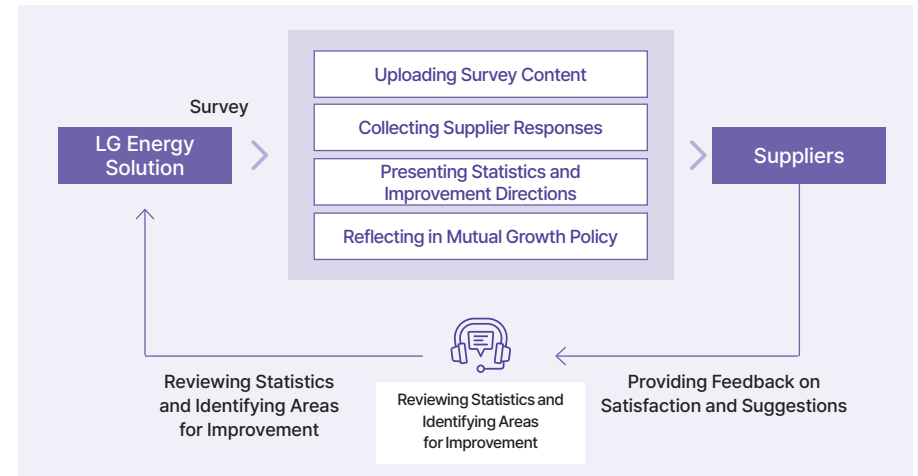 Uploading Survey Content
Survey
Collecting Supplier Responses
LG Energy
Solution
Suppliers
Presenting Statistics and
Improvement Directions
Reflecting in Mutual Growth Policy
Reviewing Statistics
and Identifying Areas
for Improvement
Reviewing Statistics and
Identifying Areas
for Improvement
Providing Feedback on
Satisfaction and Suggestions